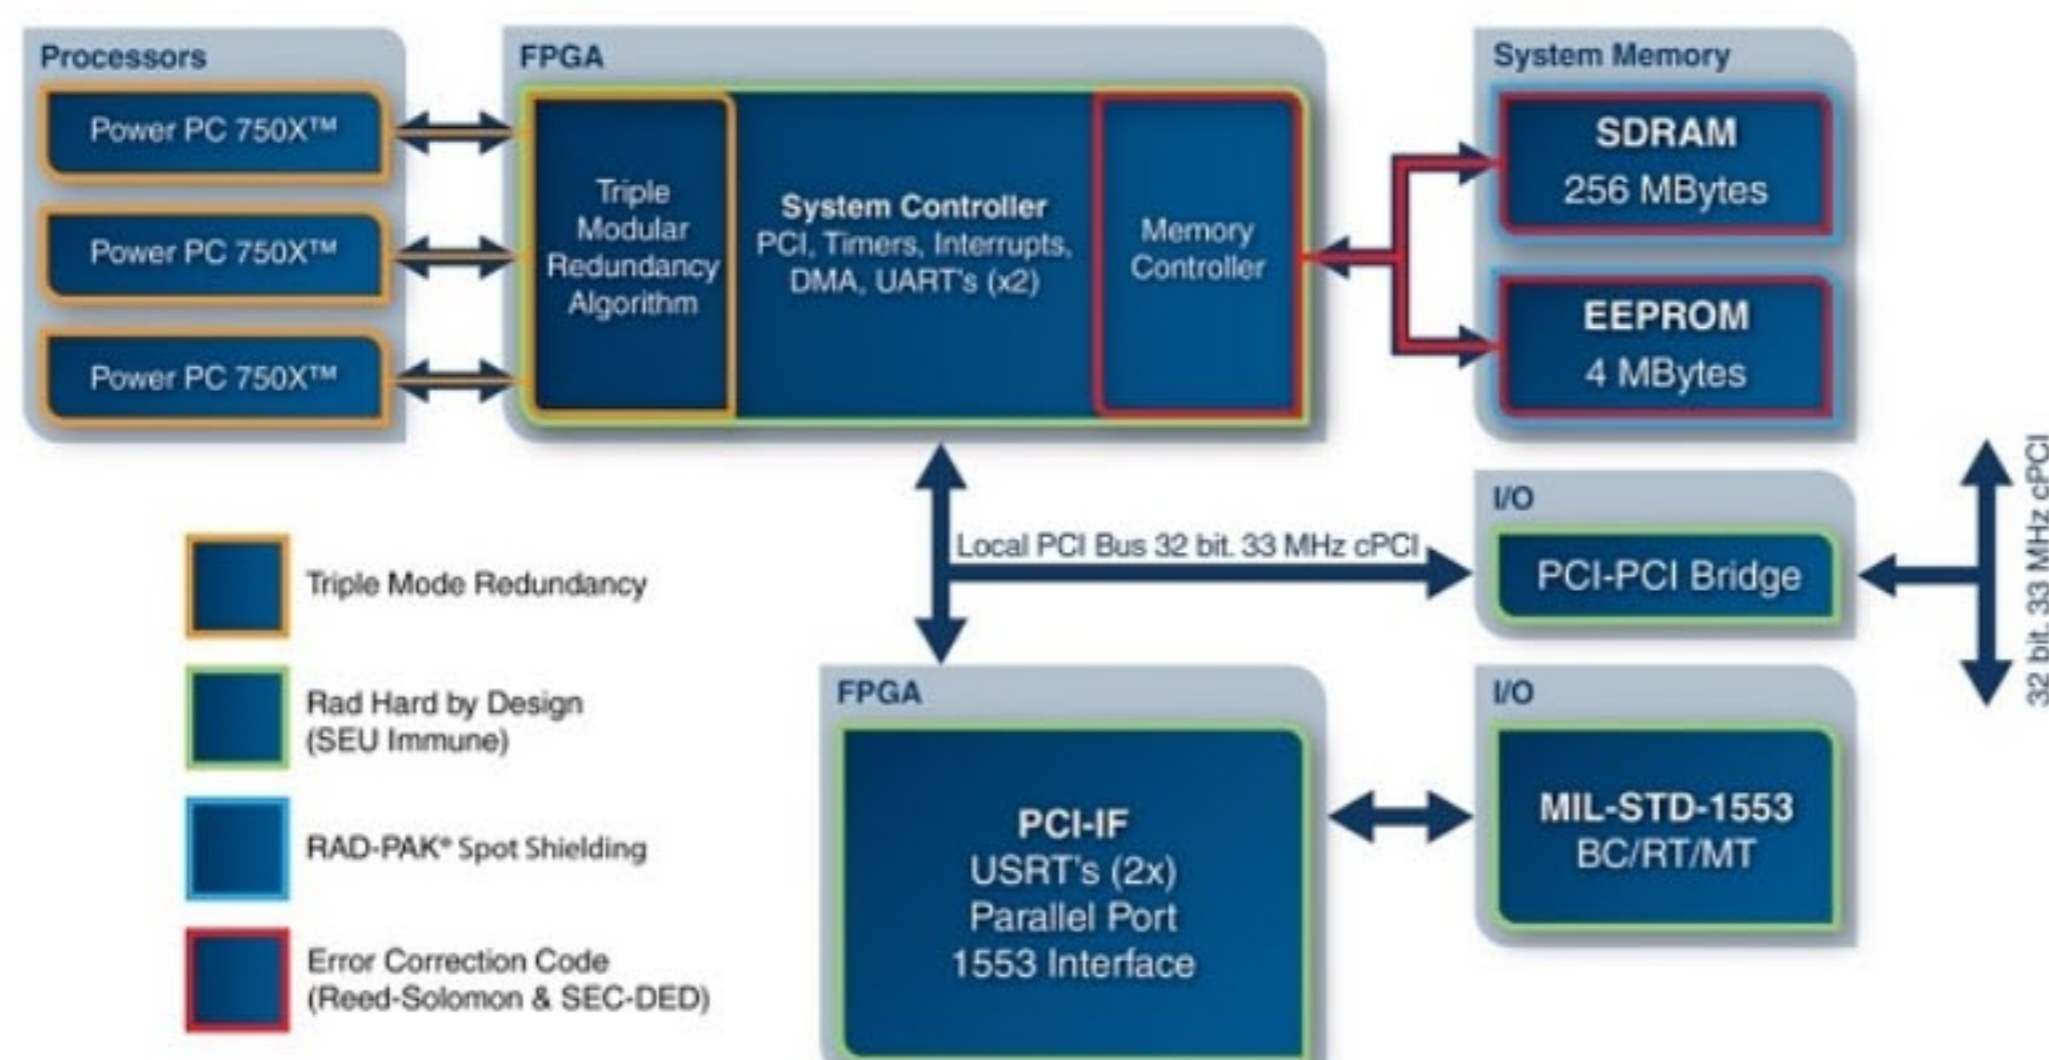 Processors
Power PC 750X™
Power PC 750X™
Power PC 750X™
FPGA
Triple
Modular
Redundancy
Algorithm
System Controller
PCI, Timers, Interrupts,
DMA, UART's (x2)
Memory
Controller
System Memory
SDRAM
256 MBytes
EEPROM
4 MBytes
Local PCI Bus 32 bit. 33 MHz cPCI
I/O
PCI-PCI Bridge
32 bit. 33 MHz cPCI
FPGA
PCI-IF
USRT's (2x)
Parallel Port
1553 Interface
I/O
MIL-STD-1553
BC/RT/MT
Triple Mode Redundancy
Rad Hard by Design
(SEU Immune)
RAD-PAK® Spot Shielding
Error Correction Code
(Reed-Solomon & SEC-DED)